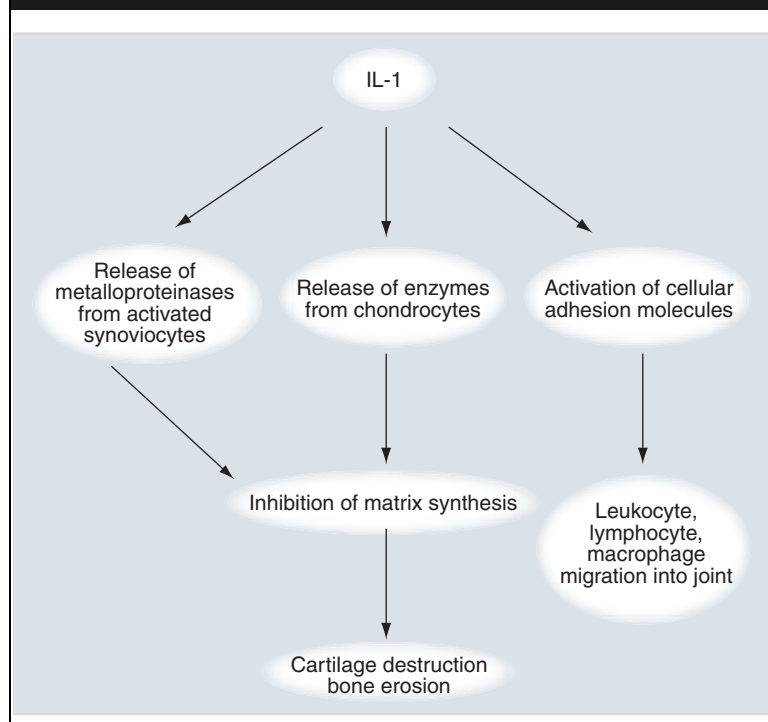 IL-1
Release of
metalloproteinases
from activated
synoviocytes
Release of enzymes
from chondrocytes
Activation of cellular
adhesion molecules
Inhibition of matrix synthesis
Leukocyte,
lymphocyte,
macrophage
migration into joint
Cartilage destruction
bone erosion